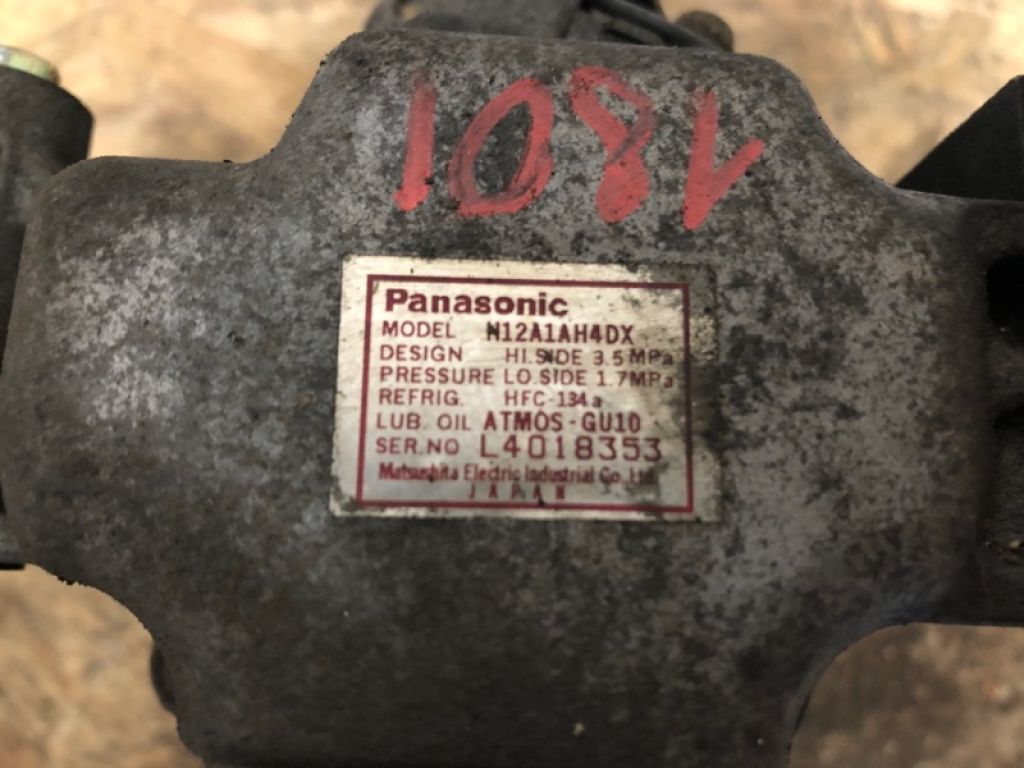 1801
Panasonic
MODEL N12A1AH4DX
DESIGN HI.SIDE 3.5MPa
PRESSURE LO.SIDE 1.7MPa
REFRIG. HFC-134a
LUB. OIL ATMOS-GU10
SER.NO L4018353
Matsushita Electric Industrial Co., Ltd.
JAPAN